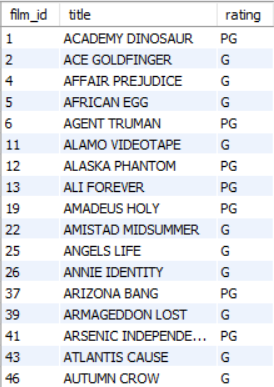 film_id title rating
1 ACADEMY DINOSAUR PG
2 ACE GOLDFINGER G
4 AFFAIR PREJUDICE G
5 AFRICAN EGG G
6 AGENT TRUMAN PG
11 ALAMO VIDEOTAPE G
12 ALASKA PHANTOM PG
13 ALI FOREVER PG
19 AMADEUS HOLY PG
22 AMISTAD MIDSUMMER G
25 ANGELS LIFE G
26 ANNIE IDENTITY G
37 ARIZONA BANG PG
39 ARMAGEDDON LOST G
41 ARSENIC INDEPENDE... PG
43 ATLANTIS CAUSE G
46 AUTUMN CROW G